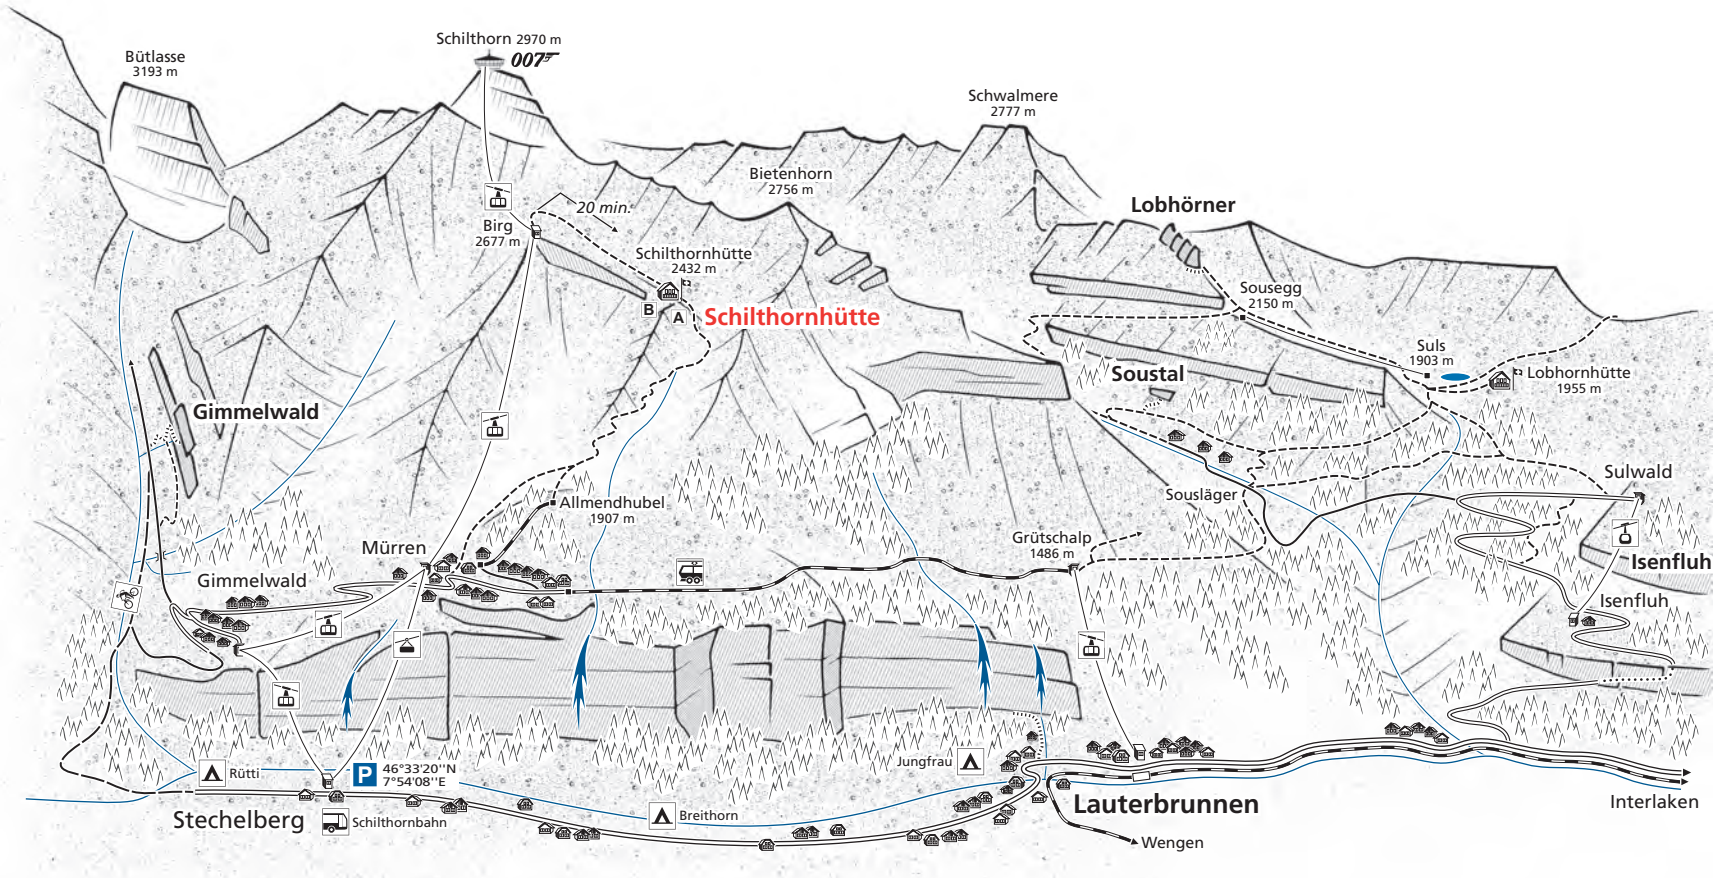 Bütlasse
3193 m
Schilthorn 2970 m
007
Schwalmere
2777 m
Bietenhorn
2756 m
Lobhörner
20 min.
Birg
2677 m
Schilthornhütte
2432 m
B
A
Schilthornhütte
Sousegg
2150 m
Suls
1903 m
Lobhornhütte
1955 m
Soustal
Gimmelwald
Sulwald
Sousläger
Allmendhubel
1907 m
Grütschalp
1486 m
Mürren
Isenfluh
Gimmelwald
Isenfluh
Rütti
P
46°33'20''N
7°54'08''E
Jungfrau
Stechelberg
Schilthornbahn
Breithorn
Lauterbrunnen
Interlaken
Wengen